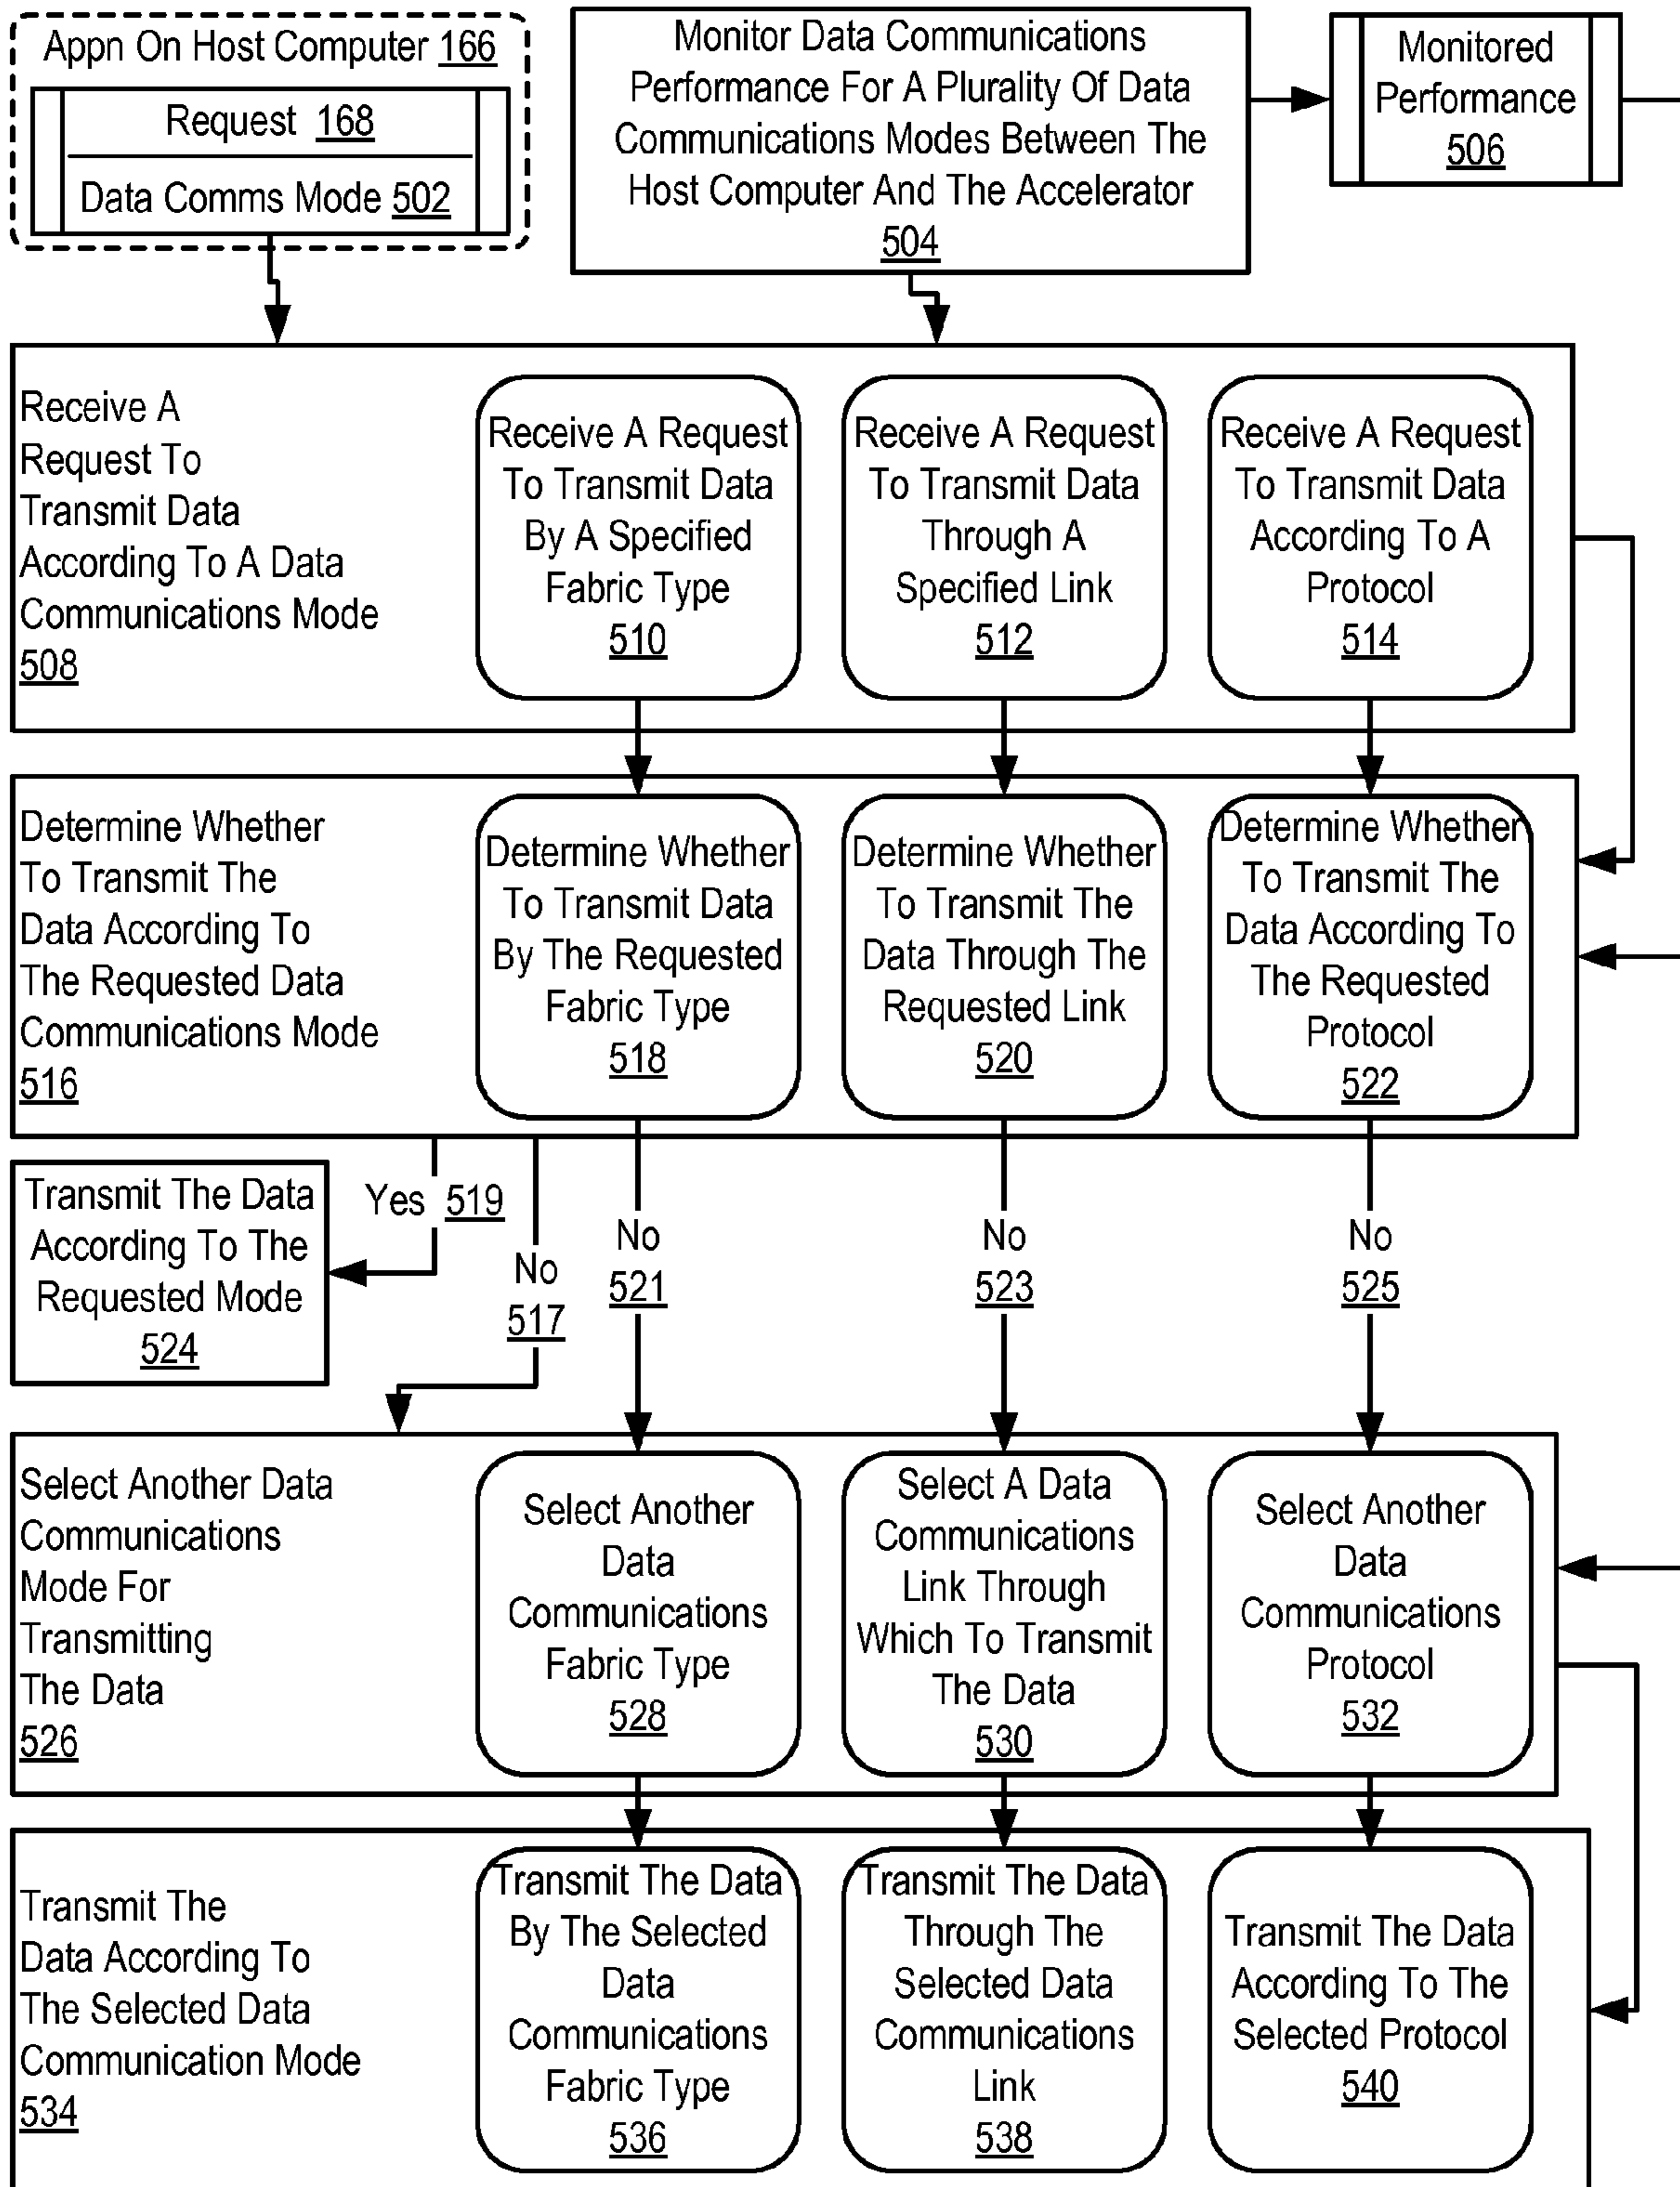 Appn On Host Computer 166
Request 168
Data Comms Mode 502
Monitor Data Communications
Performance For A Plurality Of Data
Communications Modes Between The
Host Computer And The Accelerator
504
Monitored
Performance
506
Receive A
Request To
Transmit Data
According To A Data
Communications Mode
508
Receive A Request
To Transmit Data
By A Specified
Fabric Type
510
Receive A Request
To Transmit Data
Through A
Specified Link
512
Receive A Request
To Transmit Data
According To A
Protocol
514
Determine Whether
To Transmit The
Data According To
The Requested Data
Communications Mode
516
Determine Whether
To Transmit Data
By The Requested
Fabric Type
518
Determine Whether
To Transmit The
Data Through The
Requested Link
520
Determine Whether
To Transmit The
Data According To
The Requested
Protocol
522
Transmit The Data
According To The
Requested Mode
524
Yes 519
No
517
No
521
No
523
No
525
Select Another Data
Communications
Mode For
Transmitting
The Data
526
Select Another
Data
Communications
Fabric Type
528
Select A Data
Communications
Link Through
Which To Transmit
The Data
530
Select Another
Data
Communications
Protocol
532
Transmit The
Data According To
The Selected Data
Communication Mode
534
Transmit The Data
By The Selected
Data
Communications
Fabric Type
536
Transmit The Data
Through The
Selected Data
Communications
Link
538
Transmit The Data
According To The
Selected Protocol
540